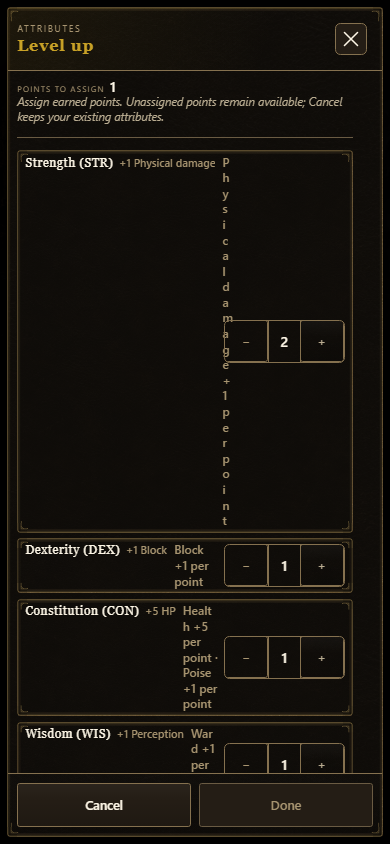 ATTRIBUTES
Level up
POINTS TO ASSIGN 1
Assign earned points. Unassigned points remain available; Cancel
keeps your existing attributes.
Strength (STR) +1 Physical damage
P
h
y
s
i
c
a
l
d
a
m
a
g
e
+
1
p
e
r
p
o
i
n
t
− 2 +
Dexterity (DEX) +1 Block
Block
+1 per
point
− 1 +
Constitution (CON) +5 HP
Healt
h +5
per
point ·
Poise
+1 per
point
− 1 +
Wisdom (WIS) +1 Perception
War
d +1
per
− 1 +
Cancel
Done